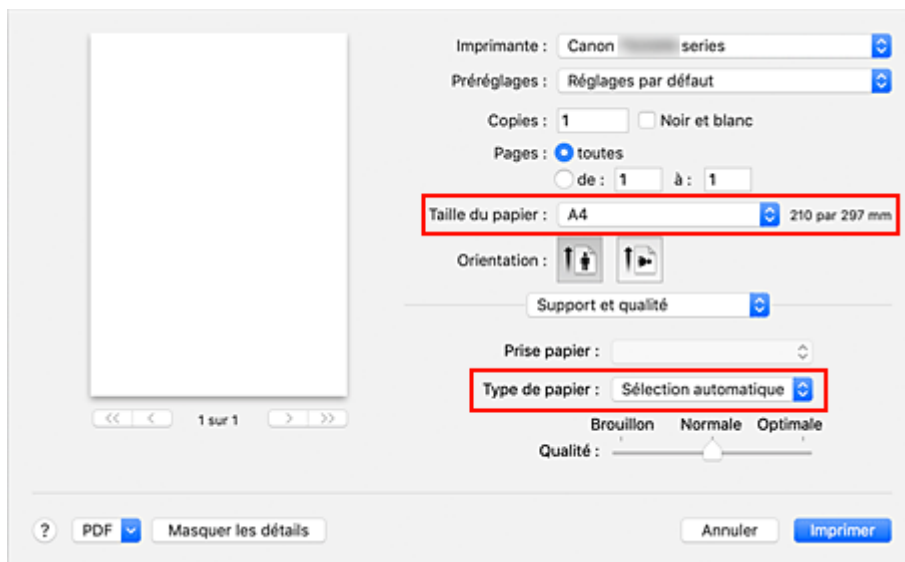 Imprimante : Canon series
Préréglages : Réglages par défaut
Copies : 1 Noir et blanc
Pages : toutes
de : 1 à : 1
Taille du papier : A4 210 par 297 mm
Orientation :
Support et qualité
Prise papier :
Type de papier : Sélection automatique
Brouillon Normale Optimale
Qualité :
<< < 1 sur 1 > >>
? PDF Masquer les détails Annuler Imprimer